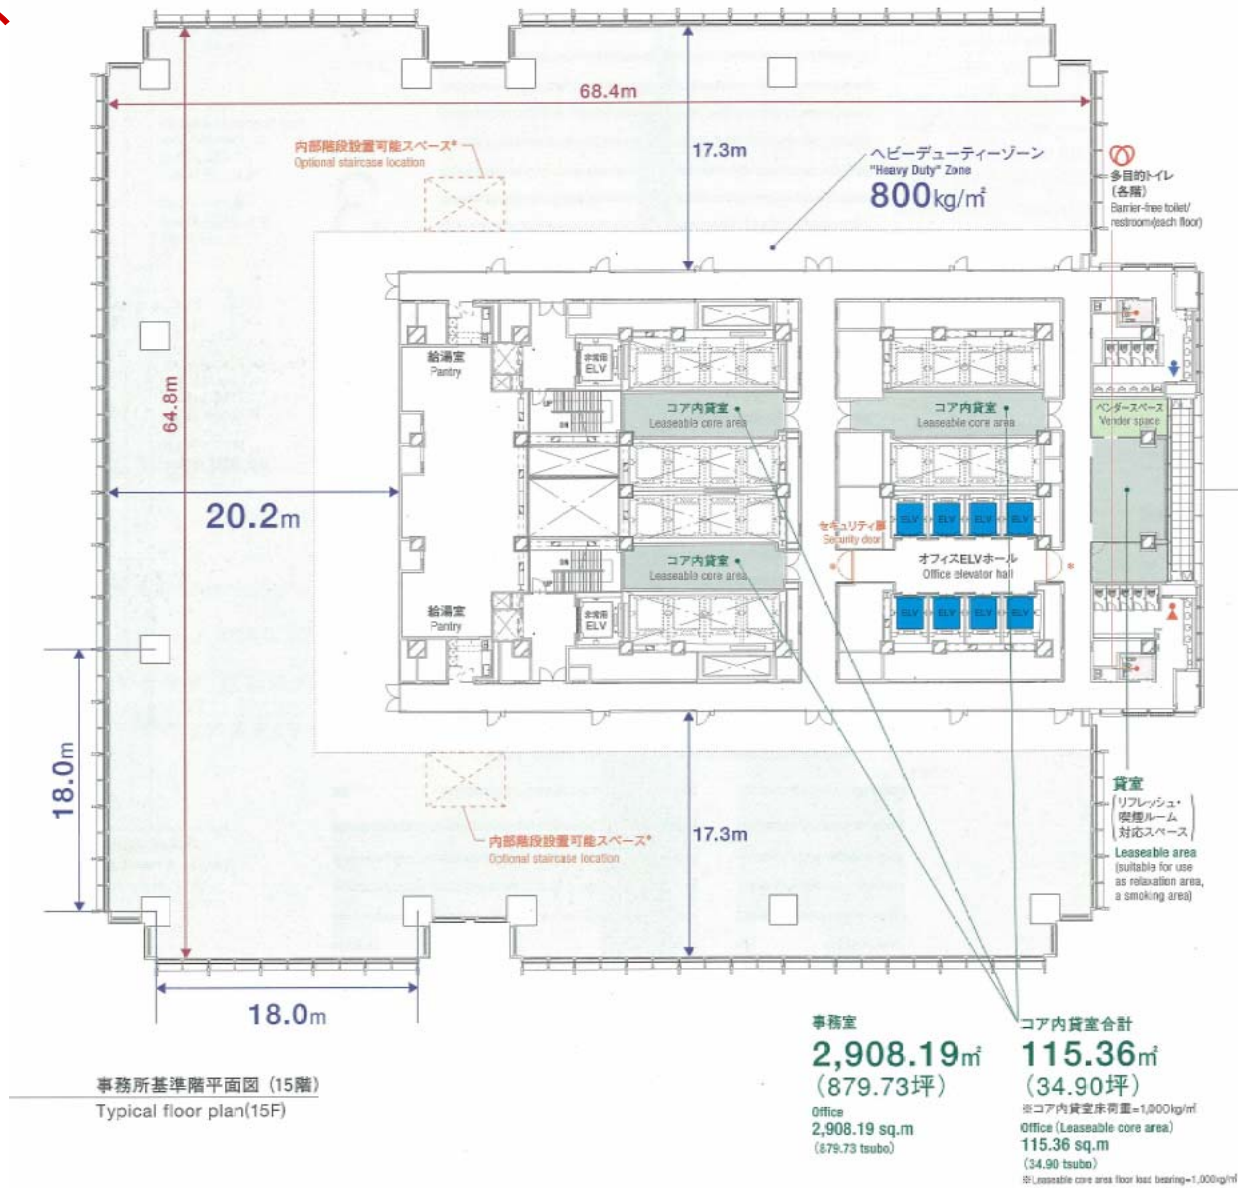 68.4m
内部階段設置可能スペース*
Optional staircase location
17.3m
ヘビーデューティーゾーン
"Heavy Duty" Zone
800kg/㎡
多目的トイレ
(各階)
Barrier-free toilet/
restroom(each floor)
64.8m
給湯室
Pantry
非常用
ELV
コア内貸室
Leaseable core area
コア内貸室
Leaseable core area
ベンダースペース
Vender space
UP
DN
20.2m
セキュリティ扉
Security door
ELV
ELV
ELV
ELV
オフィスELVホール
Office elevator hall
*
*
コア内貸室
Leaseable core area
UP
DN
給湯室
Pantry
非常用
ELV
ELV
ELV
ELV
ELV
18.0m
内部階段設置可能スペース*
Optional staircase location
17.3m
貸室
(リフレッシュ・
喫煙ルーム
対応スペース)
Leaseable area
(suitable for use
as relaxation area,
a smoking area)
18.0m
事務所基準階平面図 (15階)
Typical floor plan(15F)
事務室
2,908.19㎡
(879.73坪)
Office
2,908.19 sq.m
(879.73 tsubo)
コア内貸室合計
115.36㎡
(34.90坪)
※コア内貸室床荷重=1,000kg/㎡
Office (Leaseable core area)
115.36 sq.m
(34.90 tsubo)
※Leaseable core area floor load bearing=1,000kg/㎡